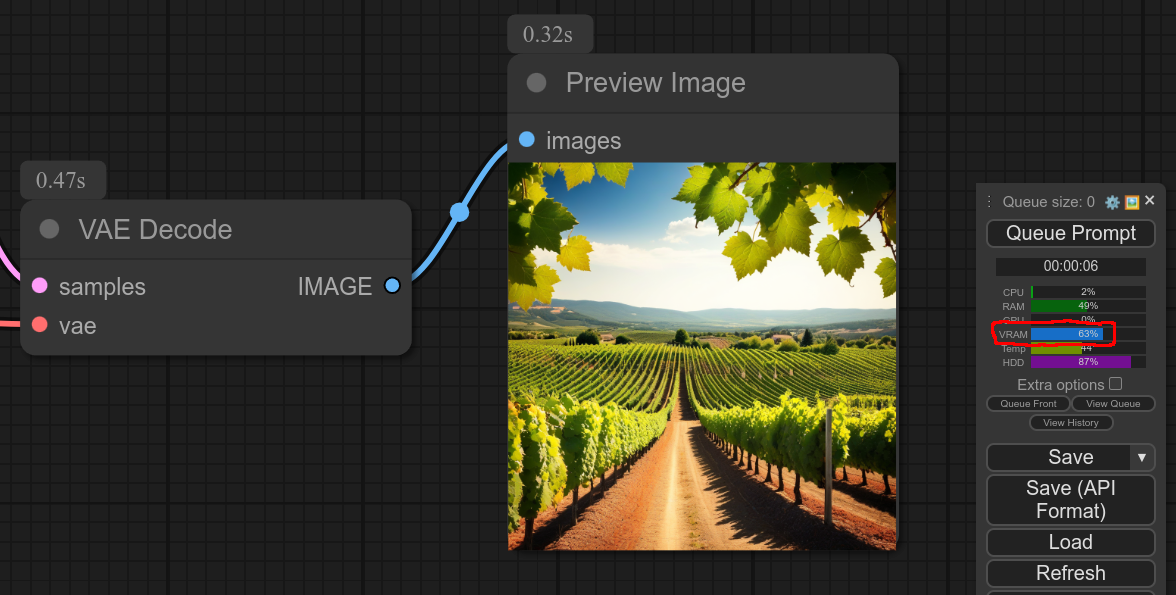 0.32s
Preview Image
images
0.47s
VAE Decode
samples
IMAGE
vae
Queue size: 0
Queue Prompt
00:00:06
CPU 2%
RAM 49%
GPU 0%
VRAM 63%
Temp 44
HDD 87%
Extra options
Queue Front
View Queue
View History
Save
Save (API
Format)
Load
Refresh